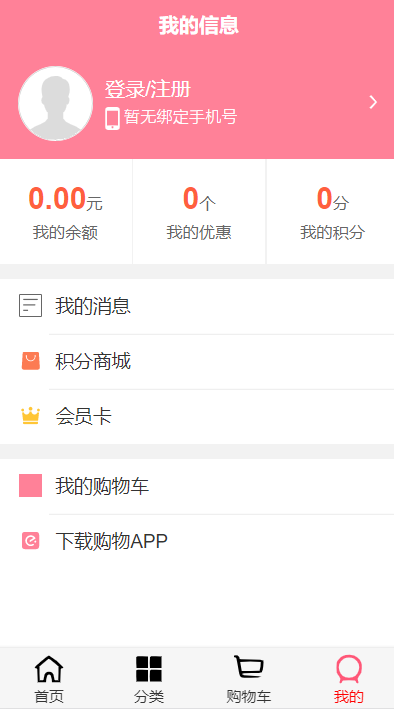 我的信息
登录/注册
暂无绑定手机号
0.00元 0个 0分
我的余额 我的优惠 我的积分
我的消息
积分商城
会员卡
我的购物车
下载购物APP
首页 分类 购物车 我的